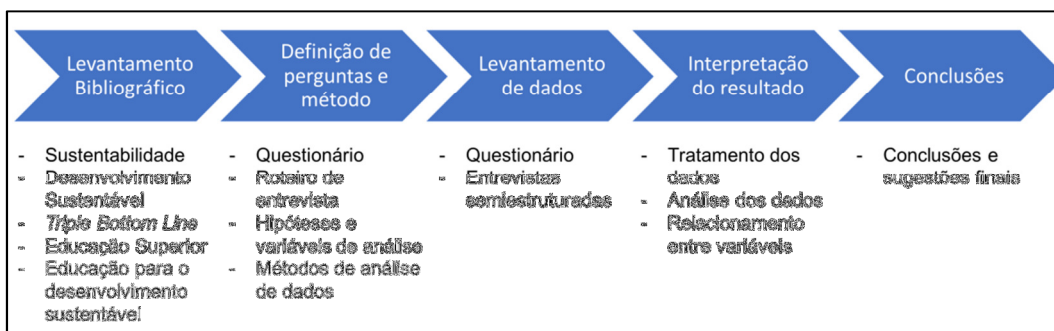 Levantamento
Bibliográfico
Definição de
perguntas e
método
Levantamento
de dados
Interpretação
do resultado
Conclusões
- Sustentabilidade
- Desenvolvimento
Sustentável
- Triple Bottom Line
- Educação Superior
- Educação para o
desenvolvimento
sustentável
- Questionário
- Roteiro de
entrevista
- Hipóteses e
variáveis de análise
- Métodos de análise
de dados
- Questionário
- Entrevistas
semiestruturadas
- Tratamento dos
dados
- Análise dos dados
- Relacionamento
entre variáveis
- Conclusões e
sugestões finais